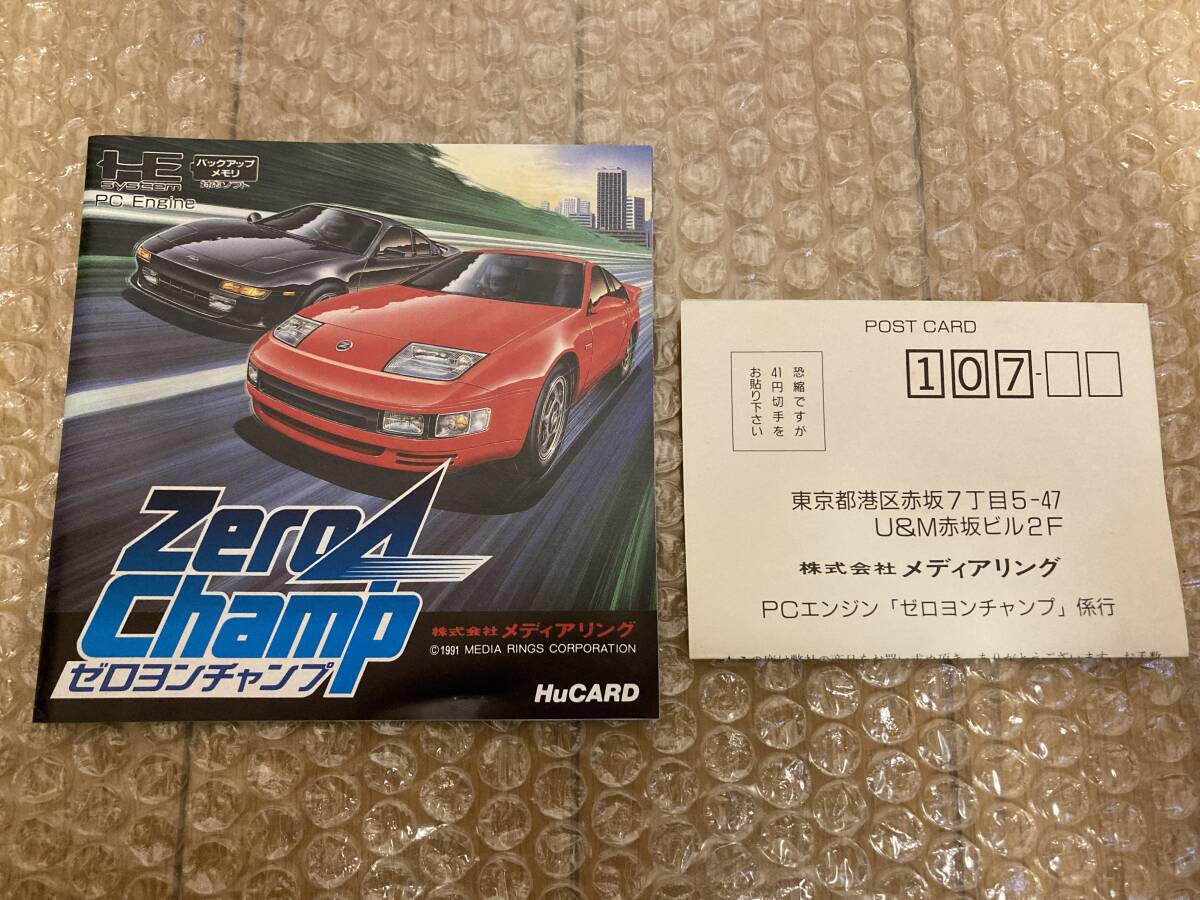 HE
SYSTEM
PC Engine
バックアップ
メモリ
対応ソフト
Zero4
Champ
ゼロヨンチャンプ
株式会社 メディアリング
©1991 MEDIA RINGS CORPORATION
HuCARD
POST CARD
恐縮ですが
41円切手を
お貼り下さい
107-
東京都港区赤坂7丁目5-47
U&M赤坂ビル2F
株式会社 メディアリング
PCエンジン「ゼロヨンチャンプ」係行